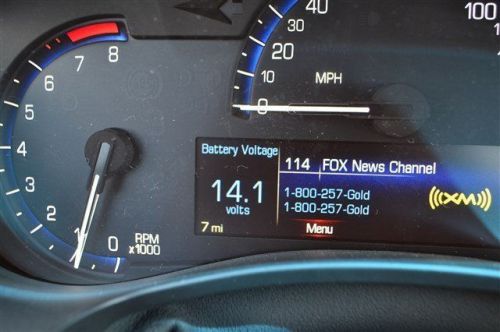 8
7
6
5
4
3
2
1
0
RPM
x1000
40
30
20
10
0
MPH
100
Battery Voltage
14.1
volts
7 mi
114 FOX News Channel
1-800-257-Gold
1-800-257-Gold
XM
Menu